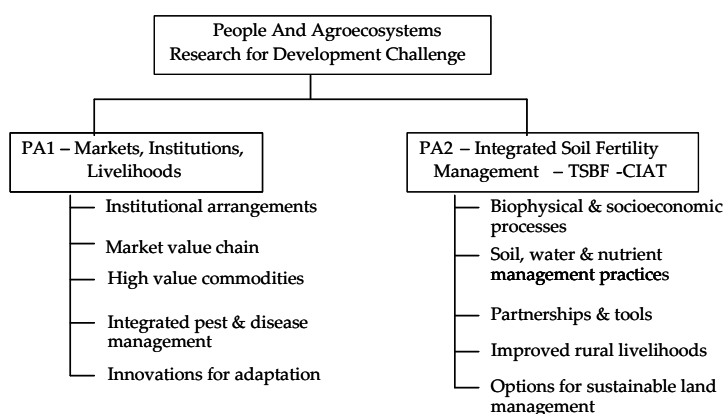 People And Agroecosystems
Research for Development Challenge
PA1 – Markets, Institutions,
Livelihoods
Institutional arrangements
Market value chain
High value commodities
Integrated pest & disease
management
Innovations for adaptation
PA2 – Integrated Soil Fertility
Management – TSBF -CIAT
Biophysical & socioeconomic
processes
Soil, water & nutrient
management practices
Partnerships & tools
Improved rural livelihoods
Options for sustainable land
management